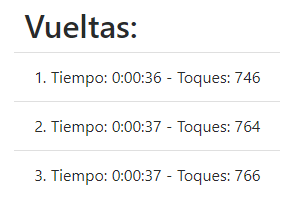 Vueltas:
1. Tiempo: 0:00:36 - Toques: 746
2. Tiempo: 0:00:37 - Toques: 764
3. Tiempo: 0:00:37 - Toques: 766